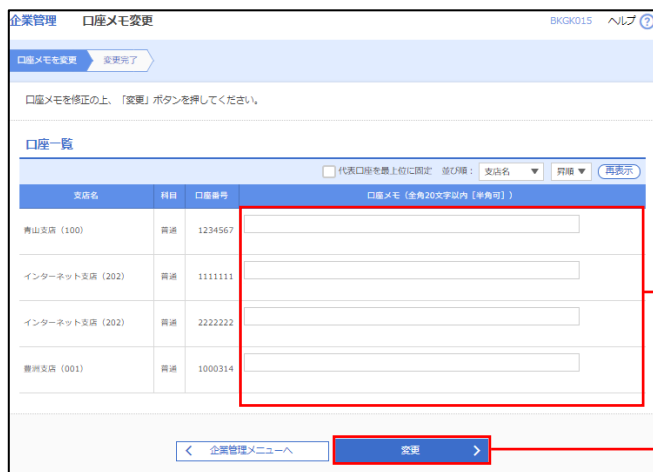 企業管理 口座メモ変更 BKGK015 ヘルプ ?
口座メモを変更 変更完了
口座メモを修正の上、「変更」ボタンを押してください。
口座一覧
代表口座を最上位に固定 並び順： 支店名 ▼ 昇順 ▼ 再表示
支店名 科目 口座番号 口座メモ（全角20文字以内［半角可］）
青山支店（100） 普通 1234567
インターネット支店（202） 普通 1111111
インターネット支店（202） 普通 2222222
豊洲支店（001） 普通 1000314
企業管理メニューへ 変更